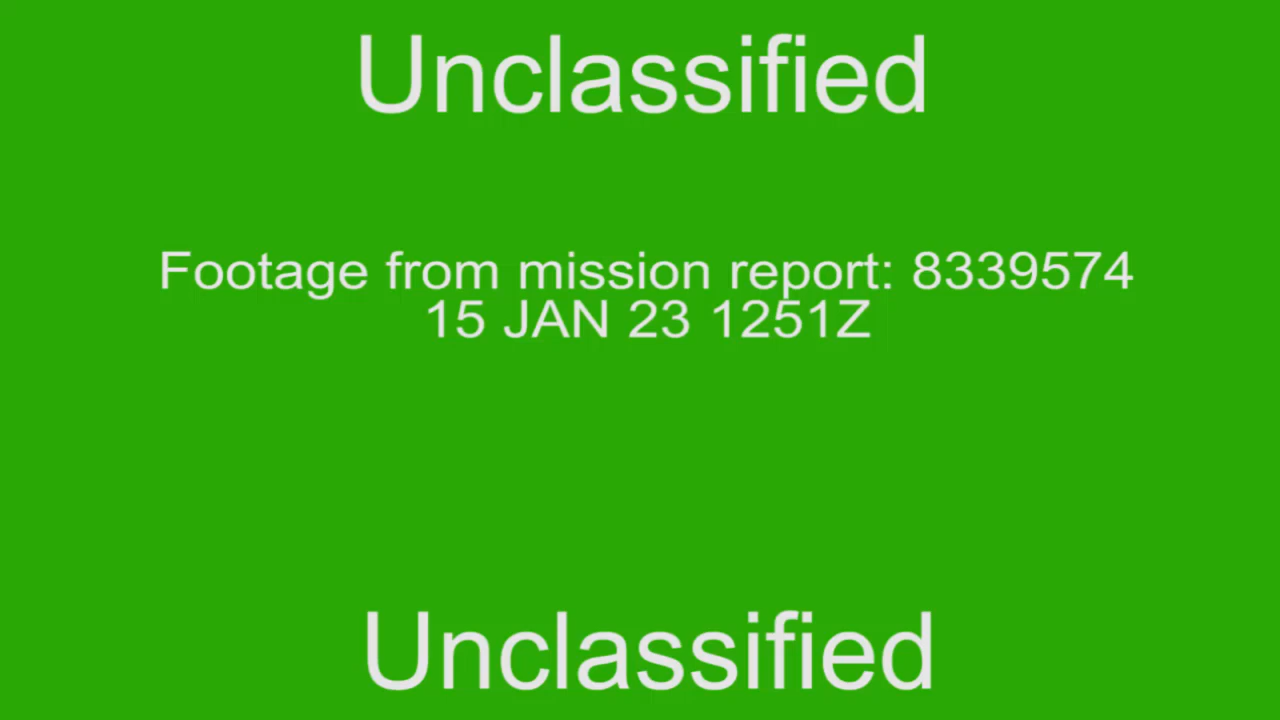 Unclassified
Footage from mission report: 8339574
15 JAN 23 1251Z
Unclassified